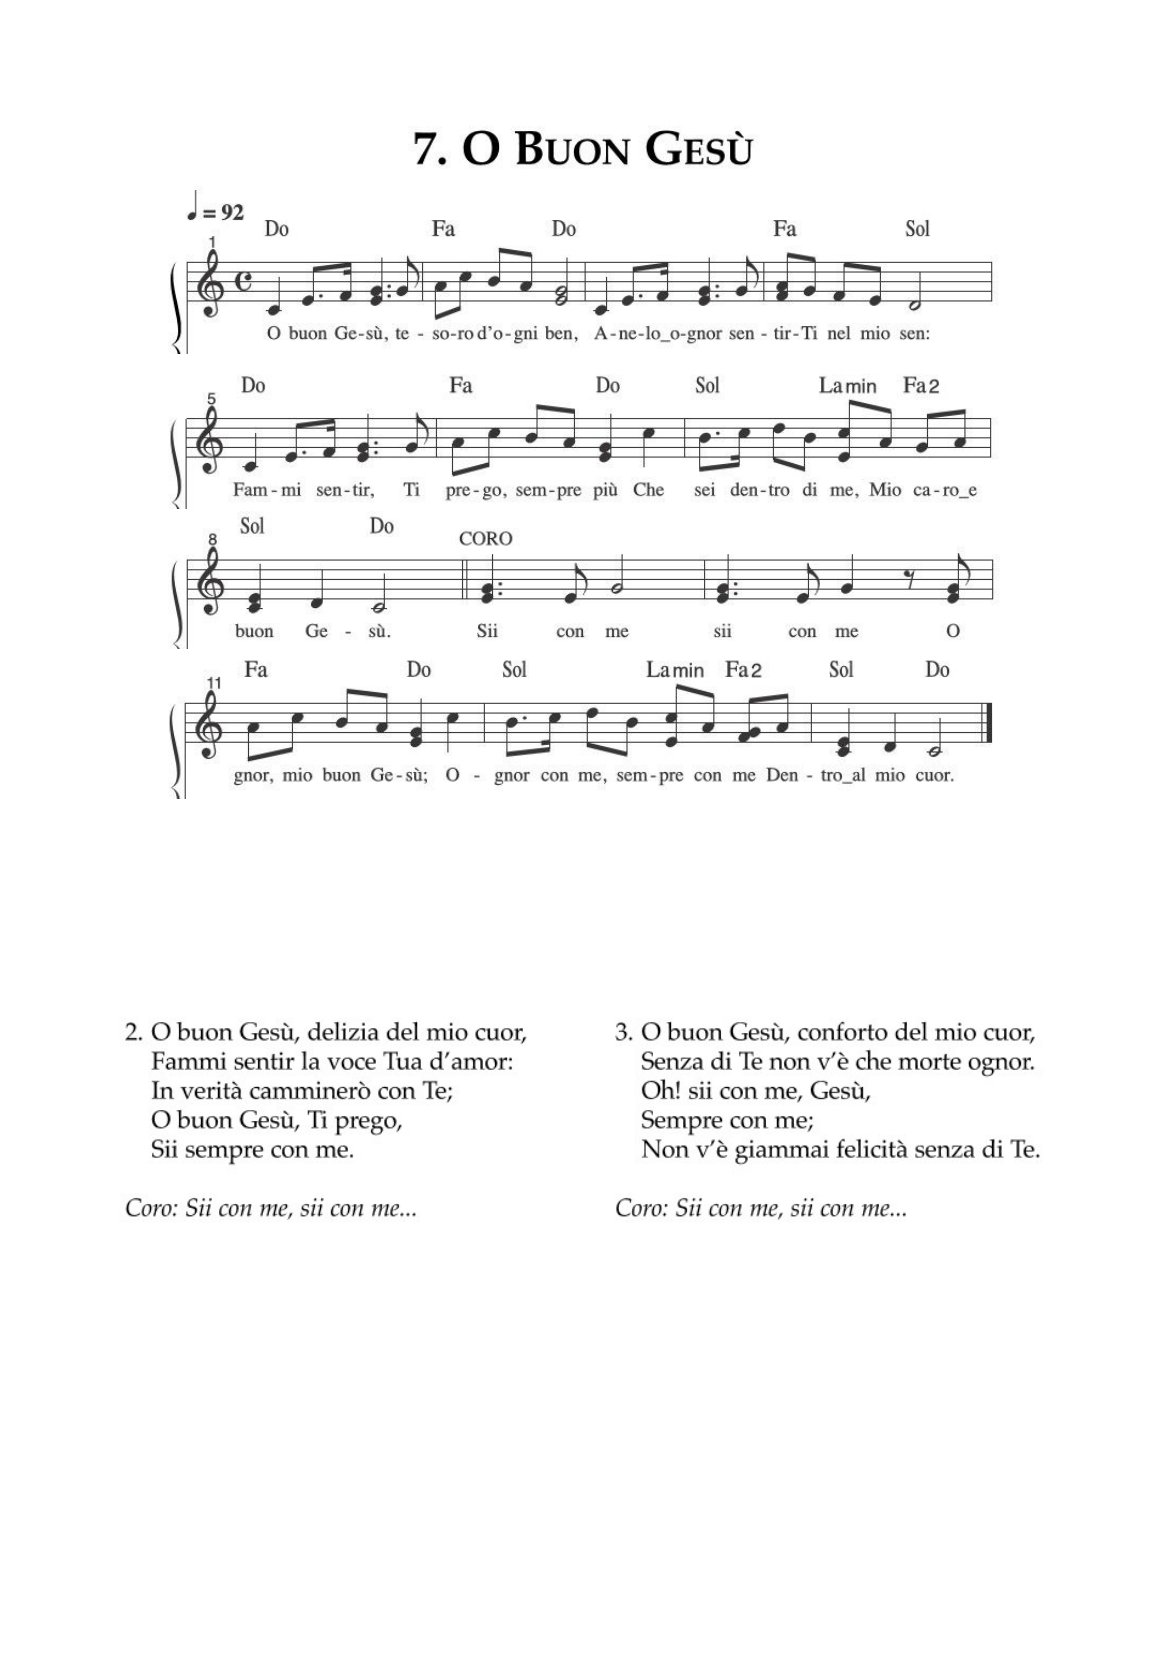 7. O BUON GESÙ
= 92
Do Fa Do Fa Sol
1
O buon Ge-sù, te - so-ro d'o-gni ben, A-ne-lo_o-gnor sen - tir-Ti nel mio sen:
Do Fa Do Sol Lamin Fa2
5
Fam-mi sen-tir, Ti pre-go, sem-pre più Che sei den-tro di me, Mio ca-ro_e
Sol Do CORO
8
buon Ge - sù. Sii con me sii con me O
Fa Do Sol Lamin Fa2 Sol Do
11
gnor, mio buon Ge-sù; O - gnor con me, sem-pre con me Den - tro_al mio cuor.
2. O buon Gesù, delizia del mio cuor,
Fammi sentir la voce Tua d'amor:
In verità camminerò con Te;
O buon Gesù, Ti prego,
Sii sempre con me.
Coro: Sii con me, sii con me...
3. O buon Gesù, conforto del mio cuor,
Senza di Te non v'è che morte ognor.
Oh! sii con me, Gesù,
Sempre con me;
Non v'è giammai felicità senza di Te.
Coro: Sii con me, sii con me...